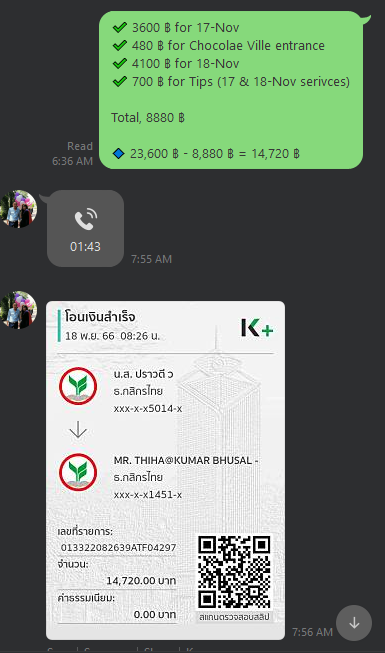 ✔ 3600 ฿ for 17-Nov
✔ 480 ฿ for Chocolae Ville entrance
✔ 4100 ฿ for 18-Nov
✔ 700 ฿ for Tips (17 & 18-Nov serivces)
Total, 8880 ฿
🔷 23,600 ฿ - 8,880 ฿ = 14,720 ฿
Read
6:36 AM
01:43
7:55 AM
โอนเงินสำเร็จ
18 พ.ย. 66 08:26 น.
K+
น.ส. ปราวตี ว
ธ.กสิกรไทย
xxx-x-x5014-x
MR. THIHA@KUMAR BHUSAL -
ธ.กสิกรไทย
xxx-x-x1451-x
เลขที่รายการ:
013322082639ATF04297
จำนวน:
14,720.00 บาท
ค่าธรรมเนียม:
0.00 บาท
สแกนตรวจสอบสลิป
7:56 AM